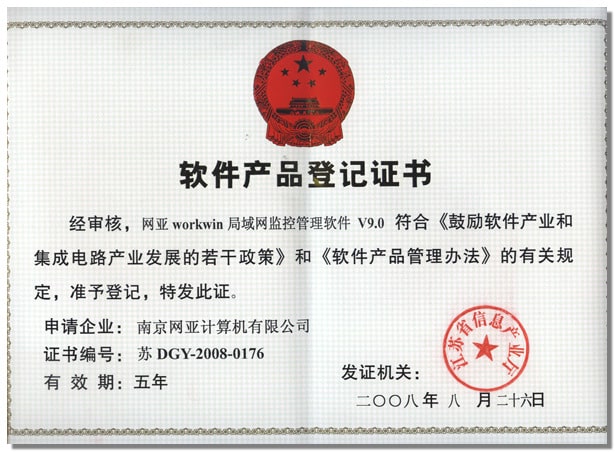 软件产品登记证书
经审核，网亚 workwin 局域网监控管理软件 V9.0 符合《鼓励软件产业和
集成电路产业发展的若干政策》和《软件产品管理办法》的有关规
定，准予登记，特发此证。
申请企业：南京网亚计算机有限公司
证书编号：苏 DGY-2008-0176
有 效 期：五年
发证机关：
江苏省信息产业厅
二〇〇八 年 八 月 二十六日